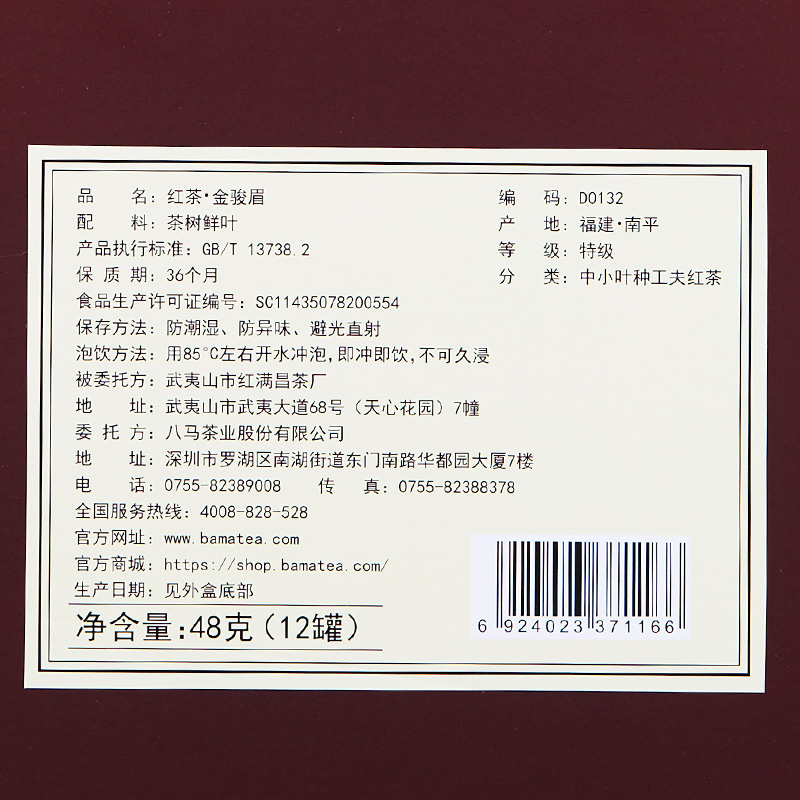 品 名：红茶·金骏眉 编 码：D0132
配 料：茶树鲜叶 产 地：福建·南平
产品执行标准：GB/T 13738.2 等 级：特级
保 质 期：36个月 分 类：中小叶种工夫红茶
食品生产许可证编号：SC11435078200554
保存方法：防潮湿、防异味、避光直射
泡饮方法：用85°C左右开水冲泡,即冲即饮,不可久浸
被委托方：武夷山市红满昌茶厂
地 址：武夷山市武夷大道68号（天心花园）7幢
委 托 方：八马茶业股份有限公司
地 址：深圳市罗湖区南湖街道东门南路华都园大厦7楼
电 话：0755-82389008 传 真：0755-82388378
全国服务热线：4008-828-528
官方网址：www.bamatea.com
官方商城：https://shop.bamatea.com/
生产日期：见外盒底部
净含量:48克（12罐）
6 924023 371166